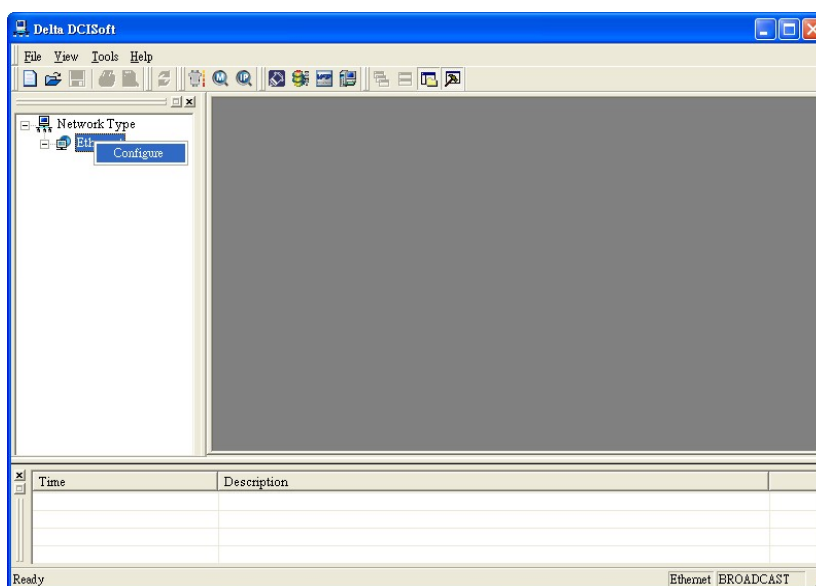 Delta DCISoft
File View Tools Help
Network Type
Configure
Time Description
Ready Ethernet BROADCAST